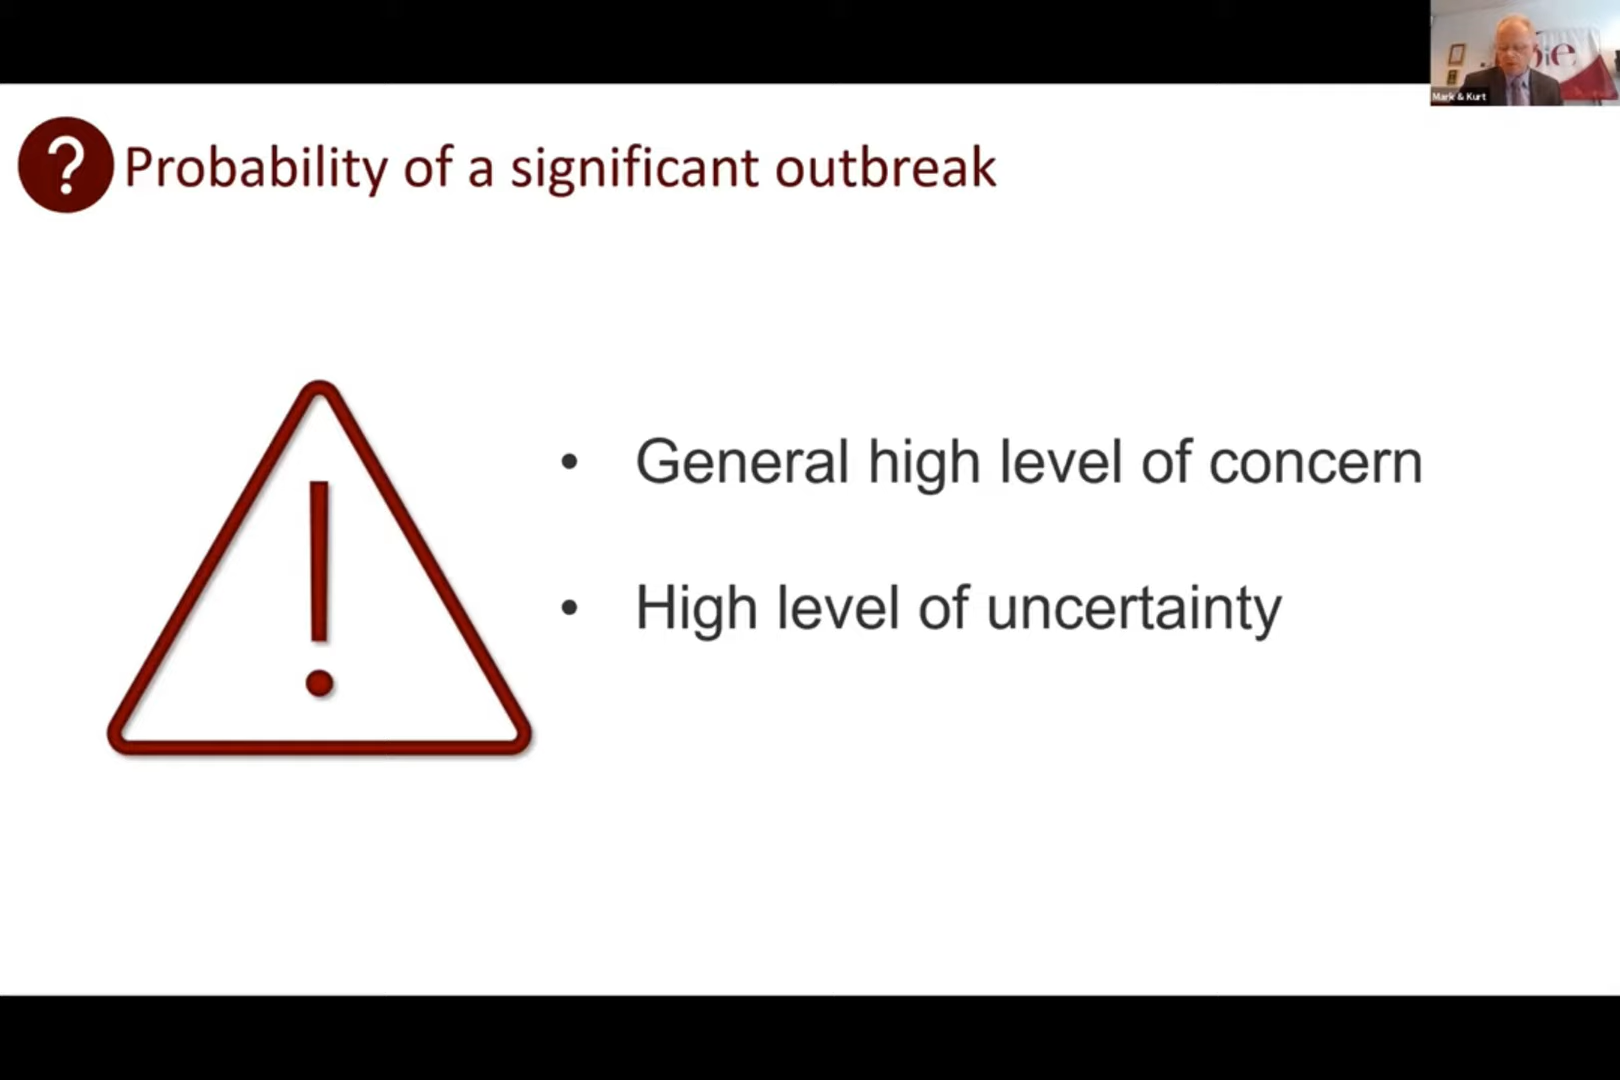 Mark & Kurt
? Probability of a significant outbreak
!
• General high level of concern
• High level of uncertainty